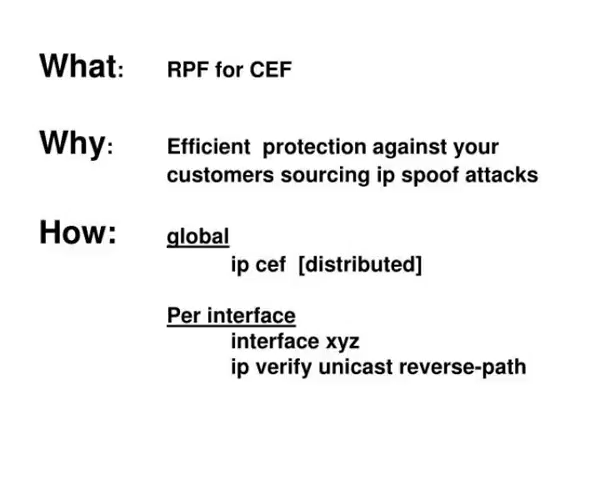 What: RPF for CEF
Why: Efficient protection against your
customers sourcing ip spoof attacks
How: global
ip cef [distributed]
Per interface
interface xyz
ip verify unicast reverse-path